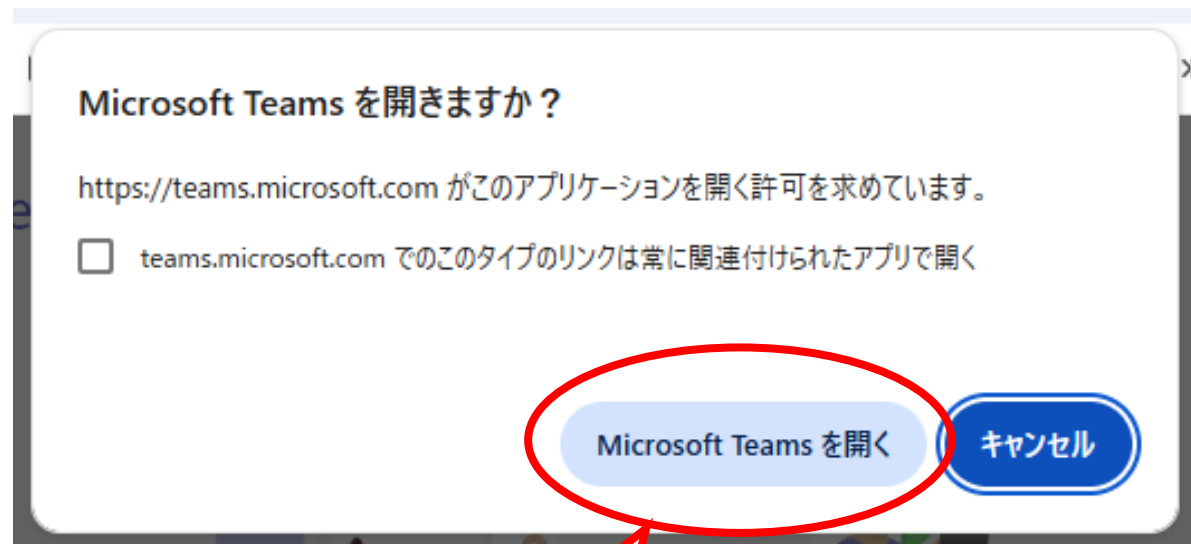 Microsoft Teams を開きますか？
https://teams.microsoft.com がこのアプリケーションを開く許可を求めています。
teams.microsoft.com でのこのタイプのリンクは常に関連付けられたアプリで開く
Microsoft Teams を開く
キャンセル